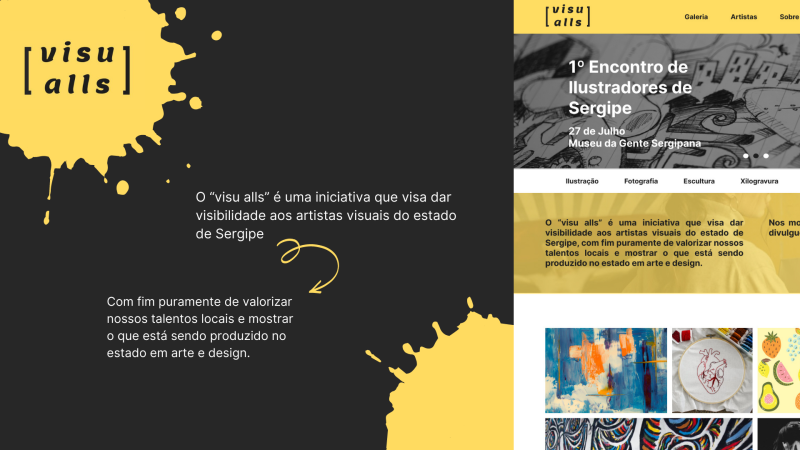 [visu
alls]
O “visu alls” é uma iniciativa que visa dar
visibilidade aos artistas visuais do estado
de Sergipe
Com fim puramente de valorizar
nossos talentos locais e mostrar
o que está sendo produzido no
estado em arte e design.
[visu
alls]
Galeria Artistas Sobre
1º Encontro de
Ilustradores de
Sergipe
27 de Julho
Museu da Gente Sergipana
Ilustração Fotografia Escultura Xilogravura
O “visu alls” é uma iniciativa que visa dar
visibilidade aos artistas visuais do estado de
Sergipe, com fim puramente de valorizar nossos
talentos locais e mostrar o que está sendo
produzido no estado em arte e design.
Nos